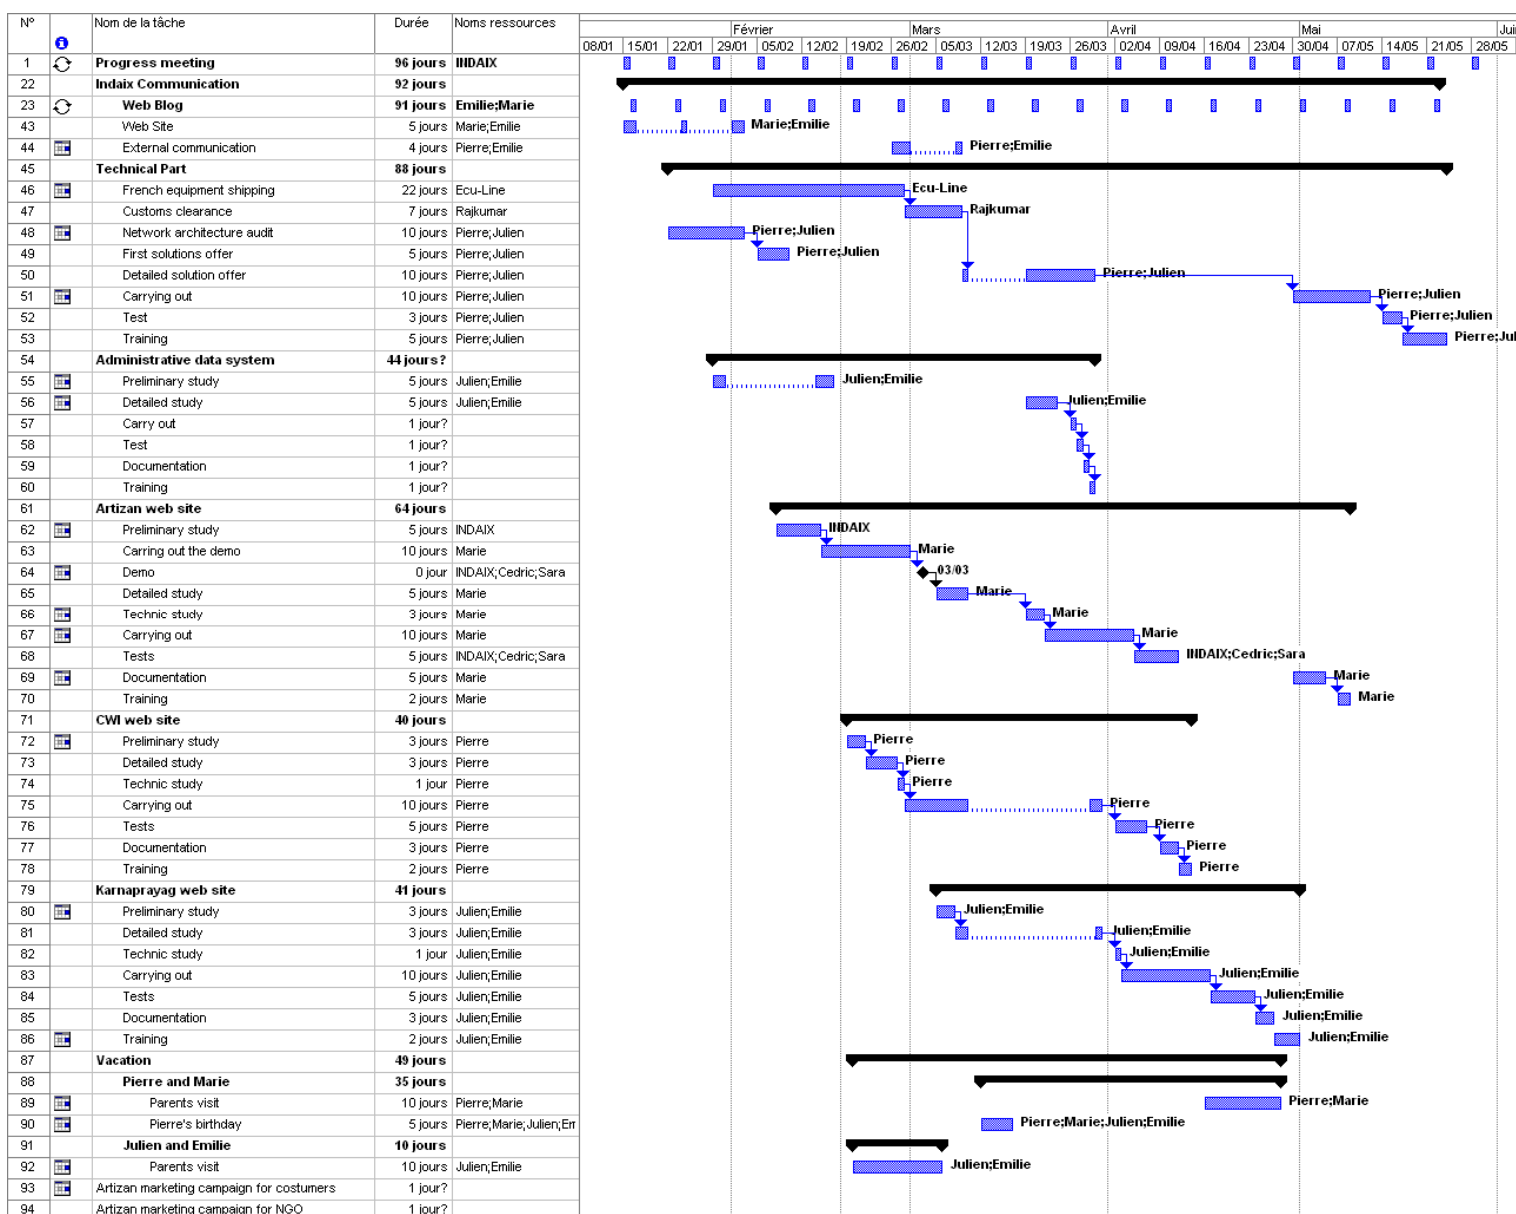 N° Nom de la tâche Durée Noms ressources
Février Mars Avril Mai
08/01 15/01 22/01 29/01 05/02 12/02 19/02 26/02 05/03 12/03 19/03 26/03 02/04 09/04 16/04 23/04 30/04 07/05 14/05 21/05 28/05
1 Progress meeting 96 jours INDAIX
22 Indaix Communication 92 jours
23 Web Blog 91 jours Emilie;Marie
43 Web Site 5 jours Marie;Emilie Marie;Emilie
44 External communication 4 jours Pierre;Emilie Pierre;Emilie
45 Technical Part 88 jours
46 French equipment shipping 22 jours Ecu-Line Ecu-Line
47 Customs clearance 7 jours Rajkumar Rajkumar
48 Network architecture audit 10 jours Pierre;Julien Pierre;Julien
49 First solutions offer 5 jours Pierre;Julien Pierre;Julien
50 Detailed solution offer 10 jours Pierre;Julien Pierre;Julien
51 Carrying out 10 jours Pierre;Julien Pierre;Julien
52 Test 3 jours Pierre;Julien Pierre;Julien
53 Training 5 jours Pierre;Julien Pierre;Jul
54 Administrative data system 44 jours?
55 Preliminary study 5 jours Julien;Emilie Julien;Emilie
56 Detailed study 5 jours Julien;Emilie Julien;Emilie
57 Carry out 1 jour?
58 Test 1 jour?
59 Documentation 1 jour?
60 Training 1 jour?
61 Artizan web site 64 jours
62 Preliminary study 5 jours INDAIX INDAIX
63 Carring out the demo 10 jours Marie Marie
64 Demo 0 jour INDAIX;Cedric;Sara 03/03
65 Detailed study 5 jours Marie Marie
66 Technic study 3 jours Marie Marie
67 Carrying out 10 jours Marie Marie
68 Tests 5 jours INDAIX;Cedric;Sara INDAIX;Cedric;Sara
69 Documentation 5 jours Marie Marie
70 Training 2 jours Marie Marie
71 CWI web site 40 jours
72 Preliminary study 3 jours Pierre Pierre
73 Detailed study 3 jours Pierre Pierre
74 Technic study 1 jour Pierre Pierre
75 Carrying out 10 jours Pierre Pierre
76 Tests 5 jours Pierre Pierre
77 Documentation 3 jours Pierre Pierre
78 Training 2 jours Pierre Pierre
79 Karnaprayag web site 41 jours
80 Preliminary study 3 jours Julien;Emilie Julien;Emilie
81 Detailed study 3 jours Julien;Emilie Julien;Emilie
82 Technic study 1 jour Julien;Emilie Julien;Emilie
83 Carrying out 10 jours Julien;Emilie Julien;Emilie
84 Tests 5 jours Julien;Emilie Julien;Emilie
85 Documentation 3 jours Julien;Emilie Julien;Emilie
86 Training 2 jours Julien;Emilie Julien;Emilie
87 Vacation 49 jours
88 Pierre and Marie 35 jours
89 Parents visit 10 jours Pierre;Marie Pierre;Marie
90 Pierre's birthday 5 jours Pierre;Marie;Julien;Em Pierre;Marie;Julien;Emilie
91 Julien and Emilie 10 jours
92 Parents visit 10 jours Julien;Emilie Julien;Emilie
93 Artizan marketing campaign for costumers 1 jour?
94 Artizan marketing campaign for NGO 1 jour?